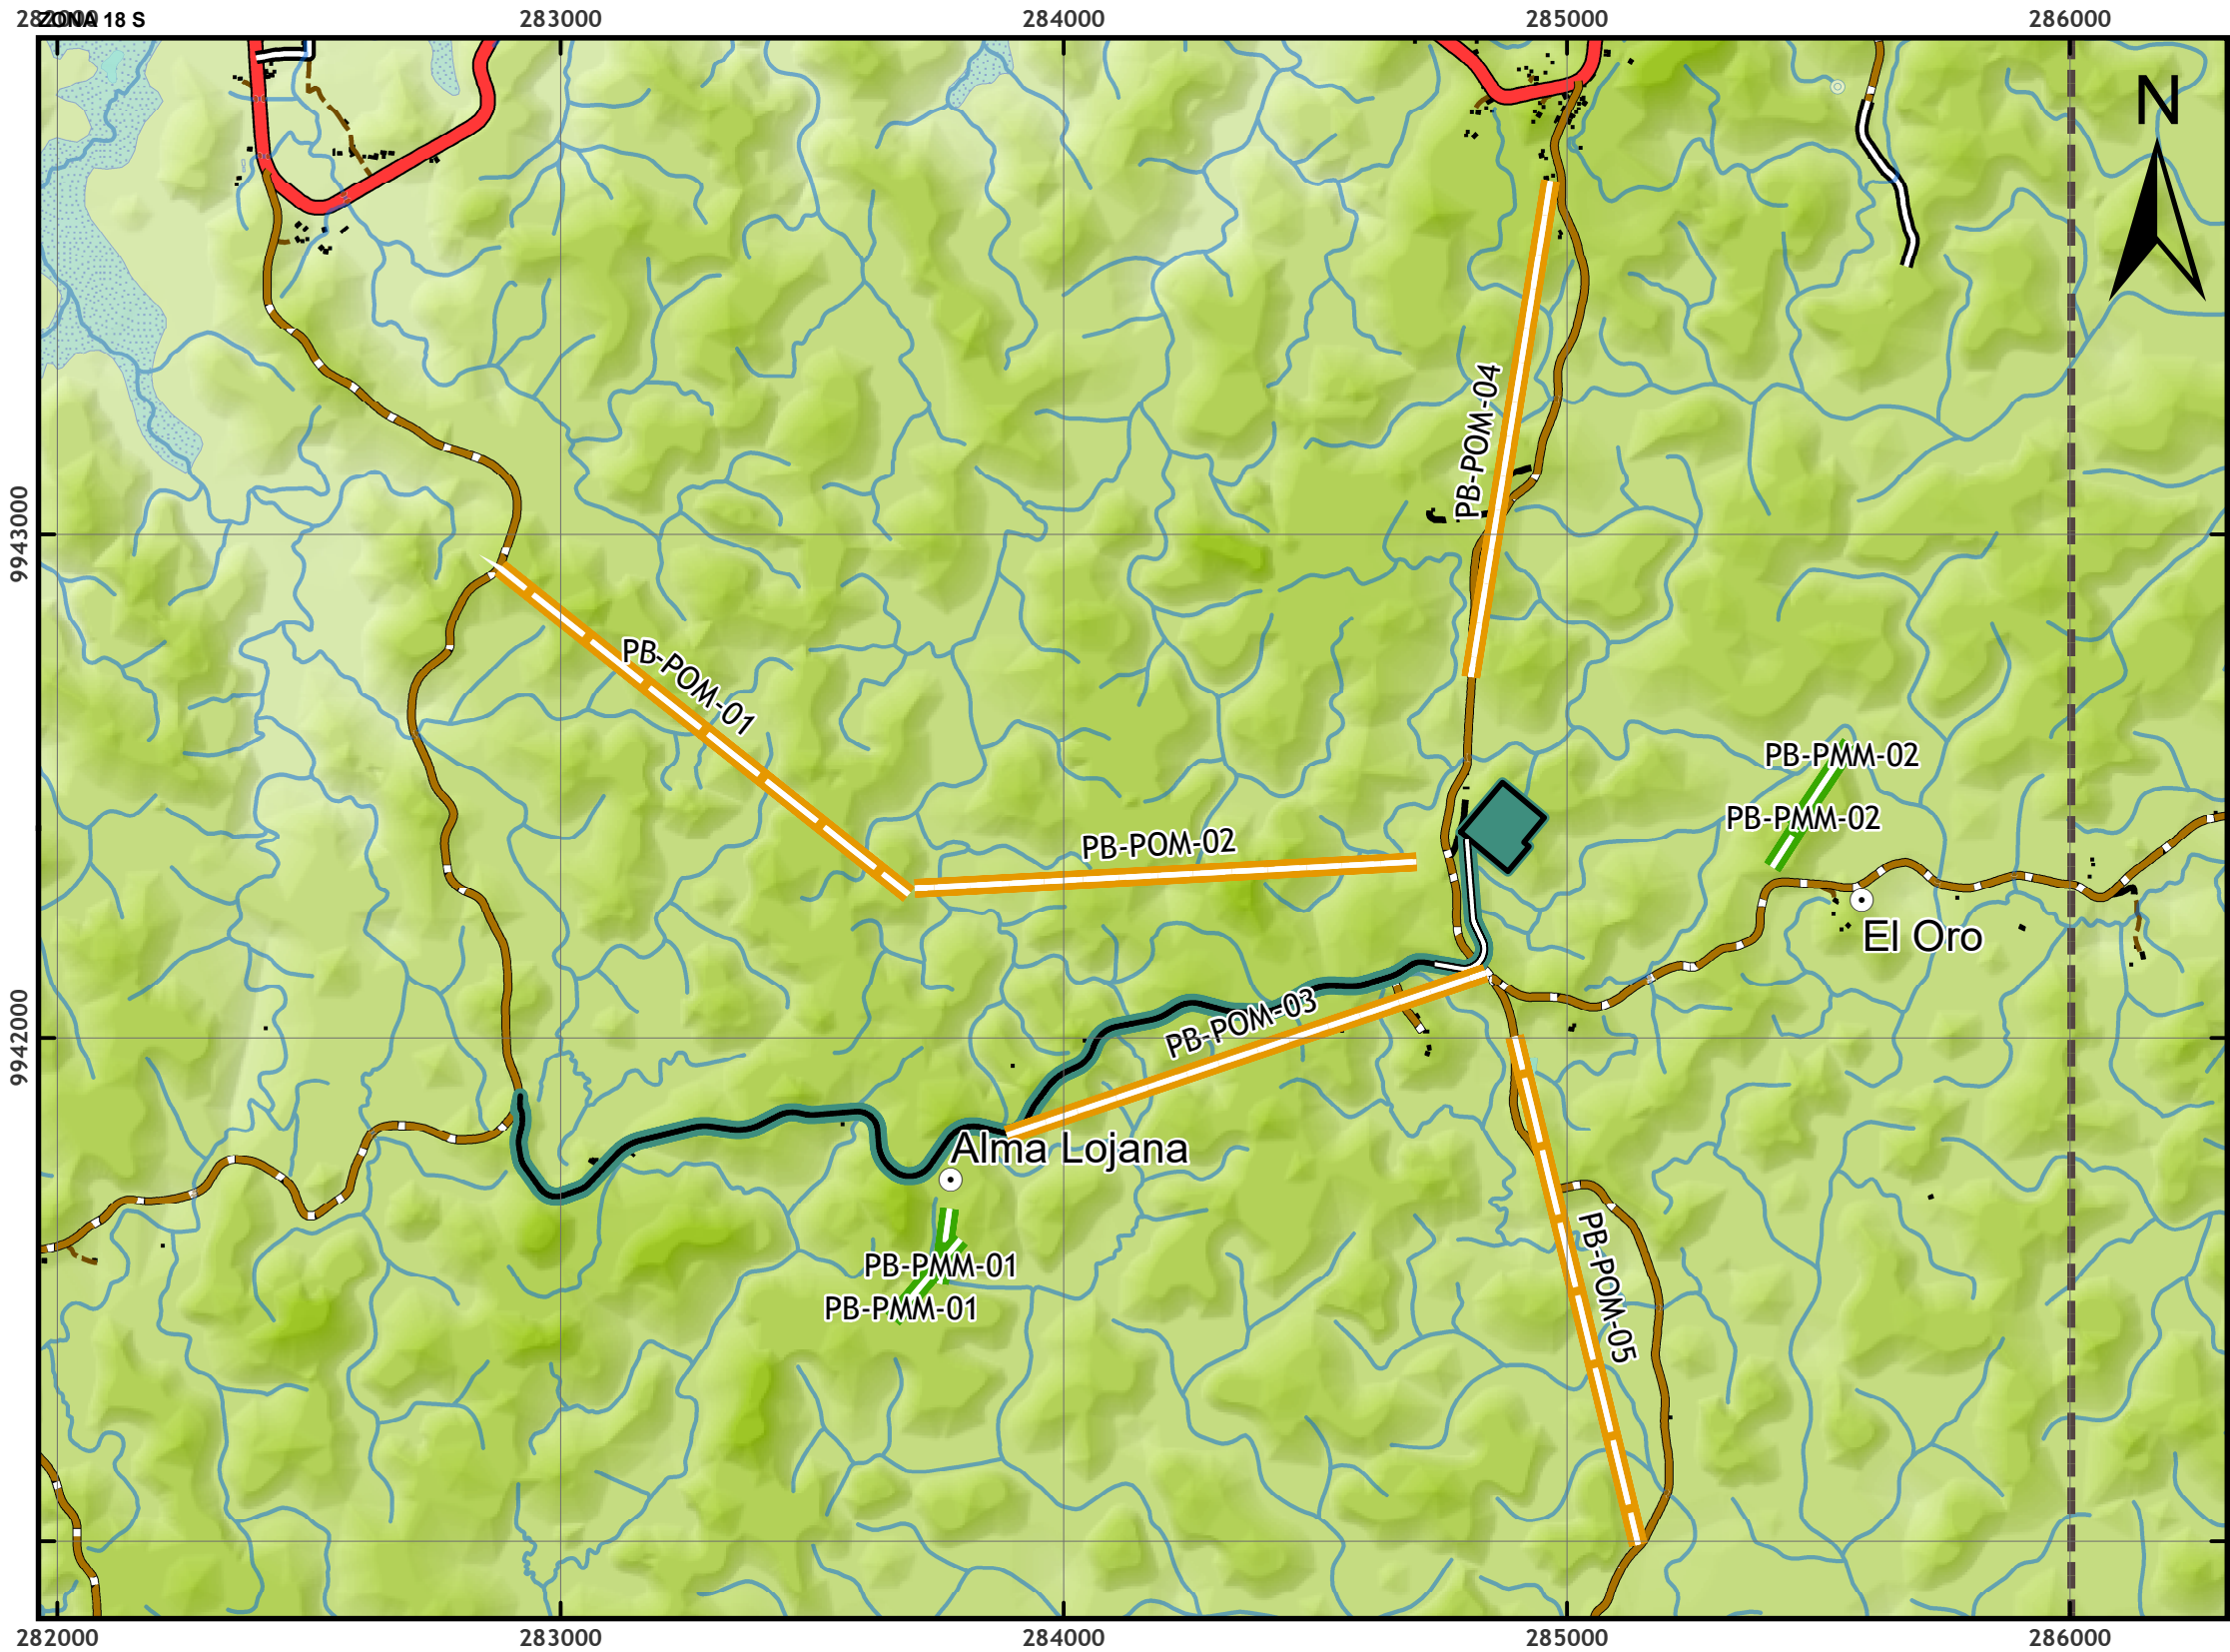 282000
ZONA 18 S
283000
284000
285000
286000
N
PB-POM-04
9943000
PB-POM-01
PB-PMM-02
PB-PMM-02
PB-POM-02
El Oro
PB-POM-03
9942000
Alma Lojana
PB-PMM-01
PB-PMM-01
PB-POM-05
282000
283000
284000
285000
286000